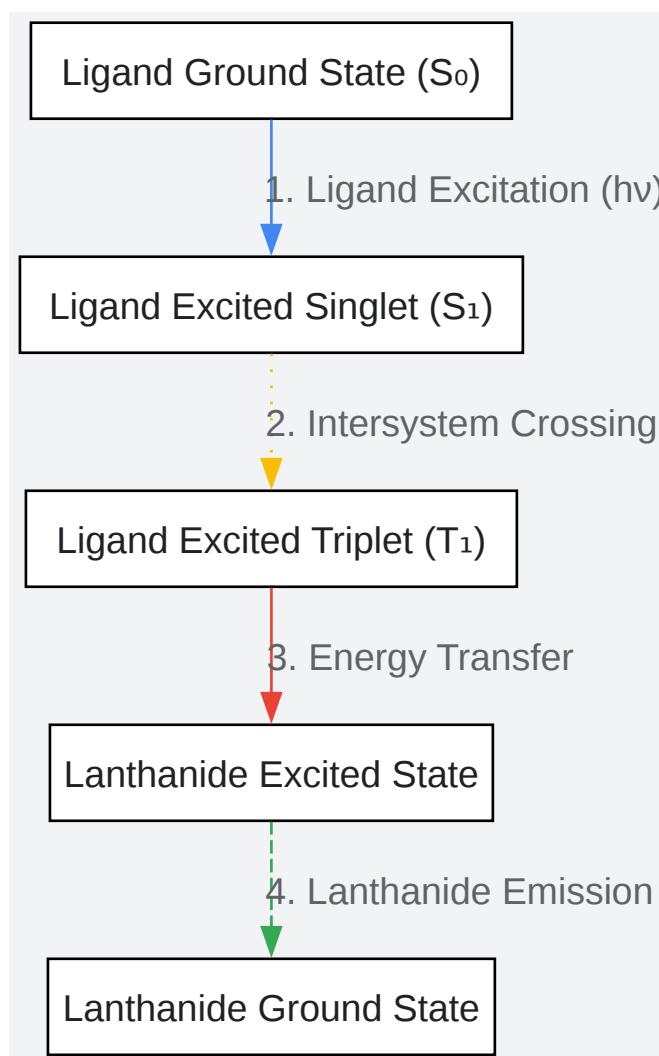 Ligand Ground State (S₀)
1. Ligand Excitation (hν)
Ligand Excited Singlet (S₁)
2. Intersystem Crossing
Ligand Excited Triplet (T₁)
3. Energy Transfer
Lanthanide Excited State
4. Lanthanide Emission
Lanthanide Ground State